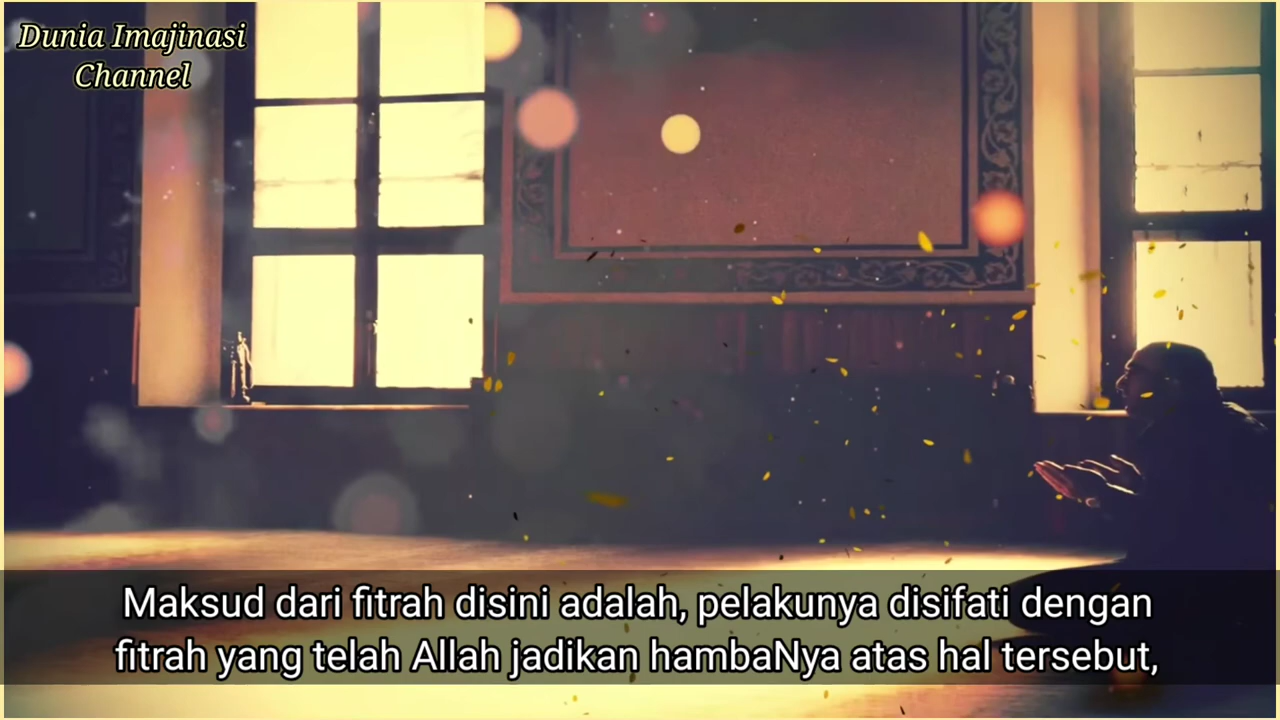 Dunia Imajinasi
Channel
Maksud dari fitrah disini adalah, pelakunya disifati dengan
fitrah yang telah Allah jadikan hambaNya atas hal tersebut,